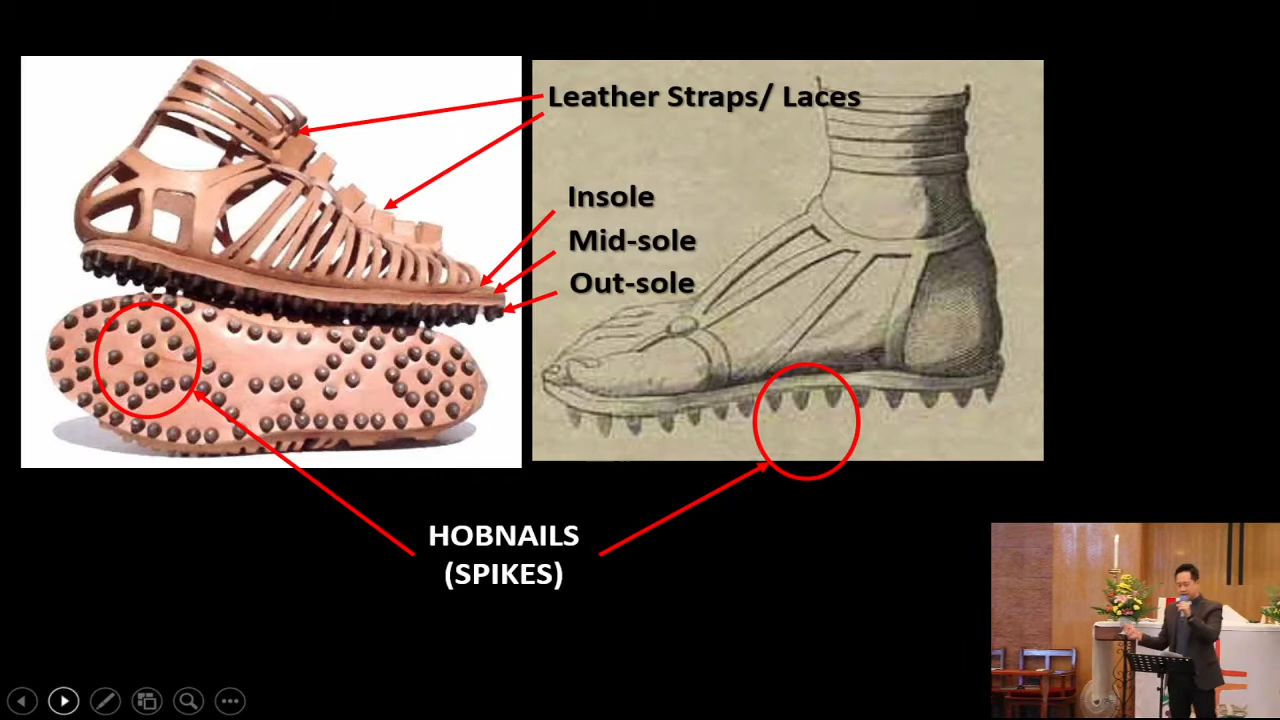 Leather Straps/ Laces
Insole
Mid-sole
Out-sole
HOBNAILS
(SPIKES)